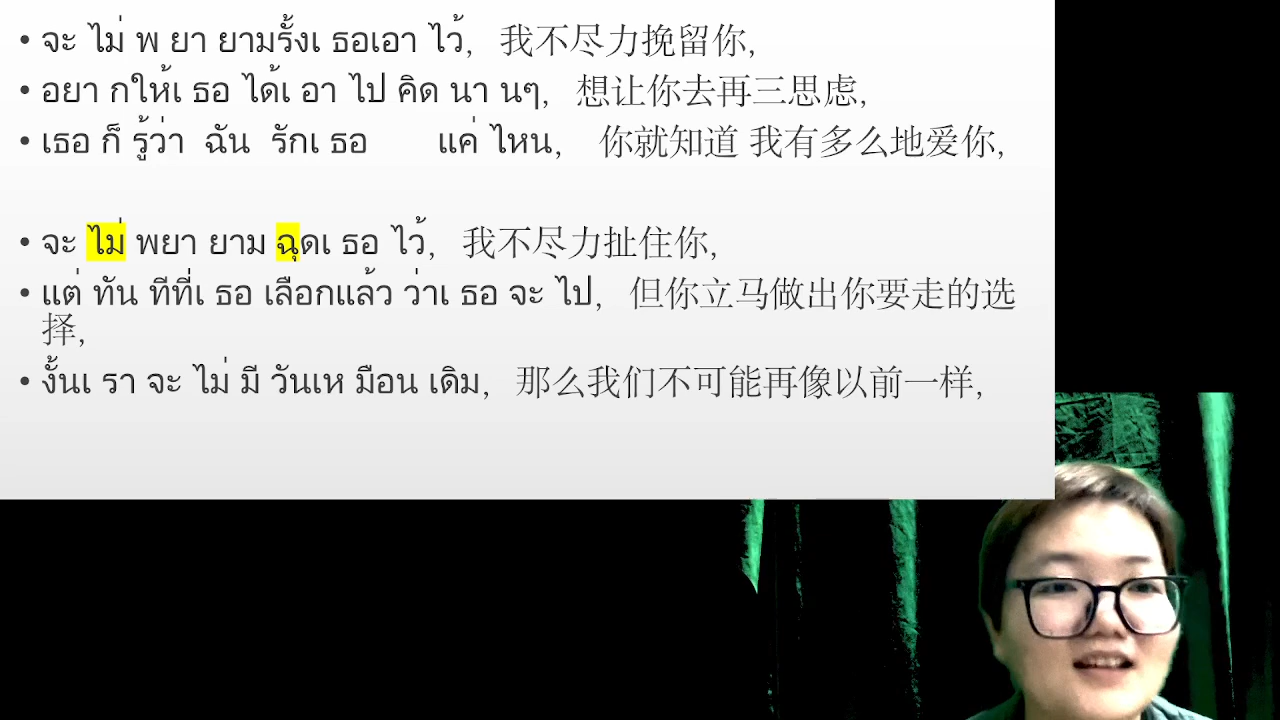 • จะ ไม่ พ ยา ยามรั้งเ ธอเอา ไว้, 我不尽力挽留你,
• อยา กให้เ ธอ ได้เ อา ไป คิด นา นๆ, 想让你去再三思虑,
• เธอ ก็ รู้ว่า ฉัน รักเ ธอ แค่ ไหน, 你就知道 我有多么地爱你,
• จะ ไม่ พยา ยาม ฉุดเ ธอ ไว้, 我不尽力扯住你,
• แต่ ทัน ทีที่เ ธอ เลือกแล้ว ว่าเ ธอ จะ ไป, 但你立马做出你要走的选
择,
• งั้นเ รา จะ ไม่ มี วันเห มือน เดิม, 那么我们不可能再像以前一样,